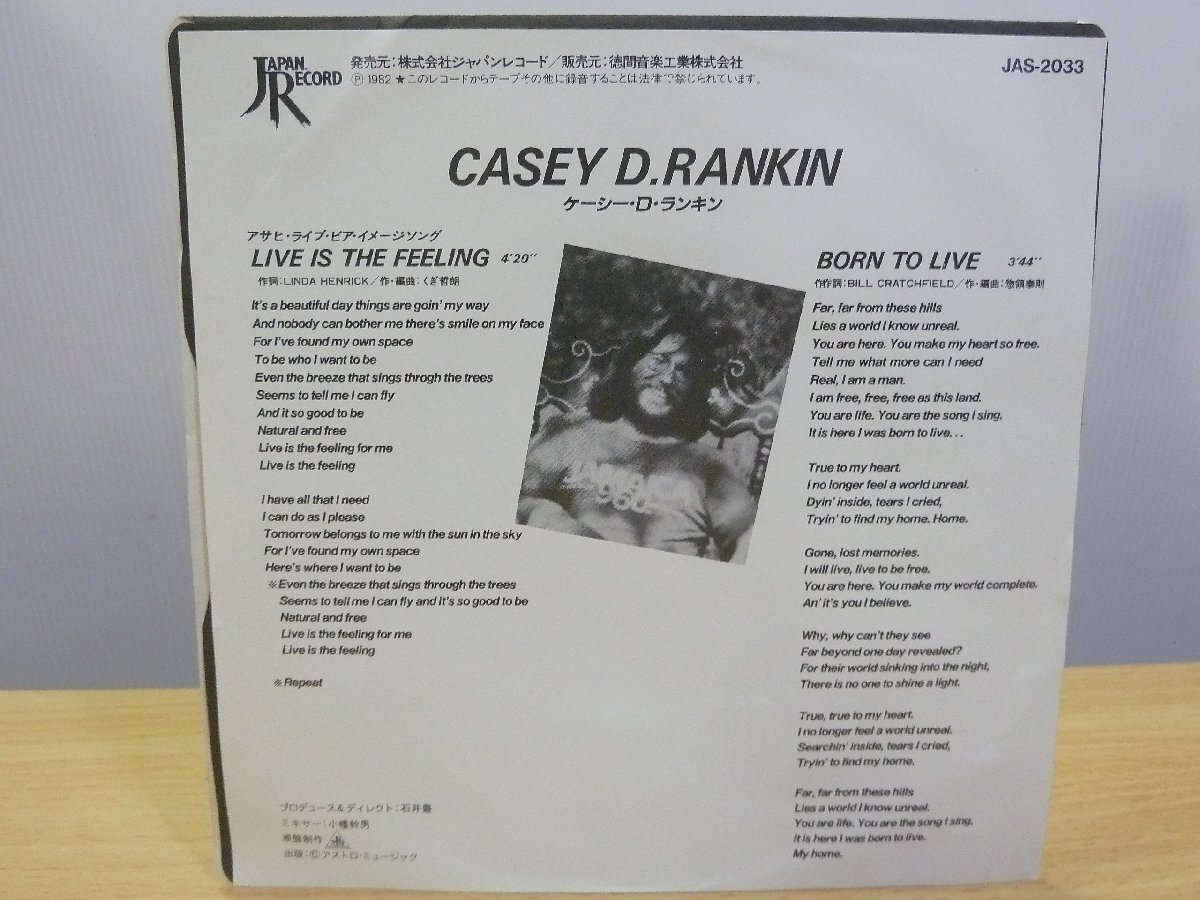 JAPAN RECORD
発売元：株式会社ジャパンレコード／販売元：徳間音楽工業株式会社
Ⓟ 1982 ★このレコードからテープその他に録音することは法律で禁じられています。
JAS-2033
CASEY D.RANKIN
ケーシー・D・ランキン
アサヒ・ライブ・ビア・イメージソング
LIVE IS THE FEELING 4'20''
作詞：LINDA HENRICK／作・編曲：くぎ哲朗
It's a beautiful day things are goin' my way
And nobody can bother me there's smile on my face
For I've found my own space
To be who I want to be
Even the breeze that sings throgh the trees
Seems to tell me I can fly
And it so good to be
Natural and free
Live is the feeling for me
Live is the feeling
I have all that I need
I can do as I please
Tomorrow belongs to me with the sun in the sky
For I've found my own space
Here's where I want to be
※Even the breeze that sings through the trees
Seems to tell me I can fly and it's so good to be
Natural and free
Live is the feeling for me
Live is the feeling
※Repeat
プロデュース＆ディレクト：石井
ミキサー：小幡幹男
原盤制作
出版：Ⓒアストロ・ミュージック
BORN TO LIVE 3'44''
作詞：BILL CRATCHFIELD／作・編曲：惣領泰則
Far, far from these hills
Lies a world I know unreal.
You are here. You make my heart so free.
Tell me what more can I need
Real, I am a man.
I am free, free, free as this land.
You are life. You are the song I sing.
It is here I was born to live...
True to my heart.
I no longer feel a world unreal.
Dyin' inside, tears I cried,
Tryin' to find my home. Home.
Gone, lost memories.
I will live, live to be free.
You are here. You make my world complete.
An' it's you I believe.
Why, why can't they see
Far beyond one day revealed?
For their world sinking into the night,
There is no one to shine a light.
True, true to my heart.
I no longer feel a world unreal.
Searchin' inside, tears I cried,
Tryin' to find my home.
Far, far from these hills
Lies a world I know unreal.
You are life. You are the song I sing.
It is here I was born to live.
My home.